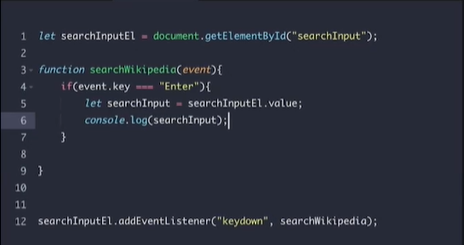 1 let searchInputEl = document.getElementById("searchInput");
2
3 function searchWikipedia(event){
4 if(event.key === "Enter"){
5 let searchInput = searchInputEl.value;
6 console.log(searchInput);
7 }
8
9 }
10
11
12 searchInputEl.addEventListener("keydown", searchWikipedia);